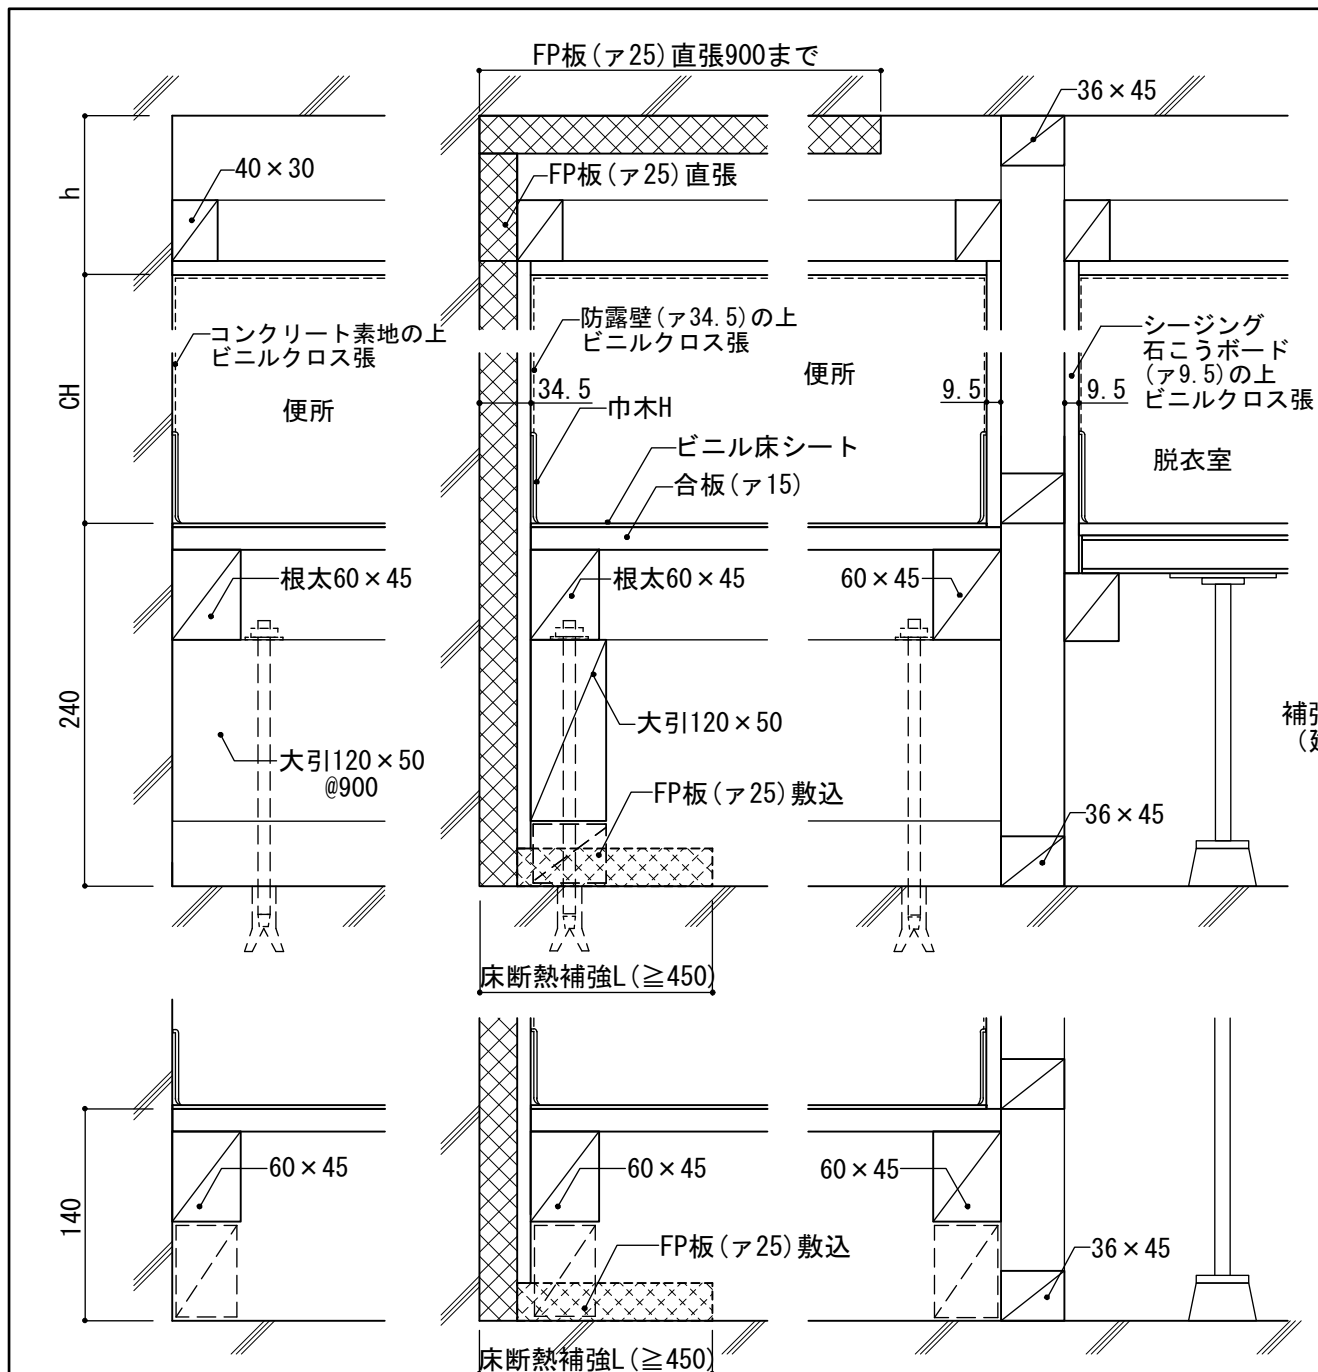 FP板(ァ25)直張900まで
36×45
40×30
FP板(ァ25)直張
h
コンクリート素地の上
ビニルクロス張
防露壁(ァ34.5)の上
ビニルクロス張
シージング
石こうボード
(ァ9.5)の上
ビニルクロス張
便所
34.5
9.5
9.5
CH
便所
巾木H
ビニル床シート
合板(ァ15)
脱衣室
根太60×45
根太60×45
60×45
240
大引120×50
@900
大引120×50
FP板(ァ25)敷込
36×45
床断熱補強L(≧450)
60×45
60×45
60×45
140
FP板(ァ25)敷込
36×45
床断熱補強L(≧450)